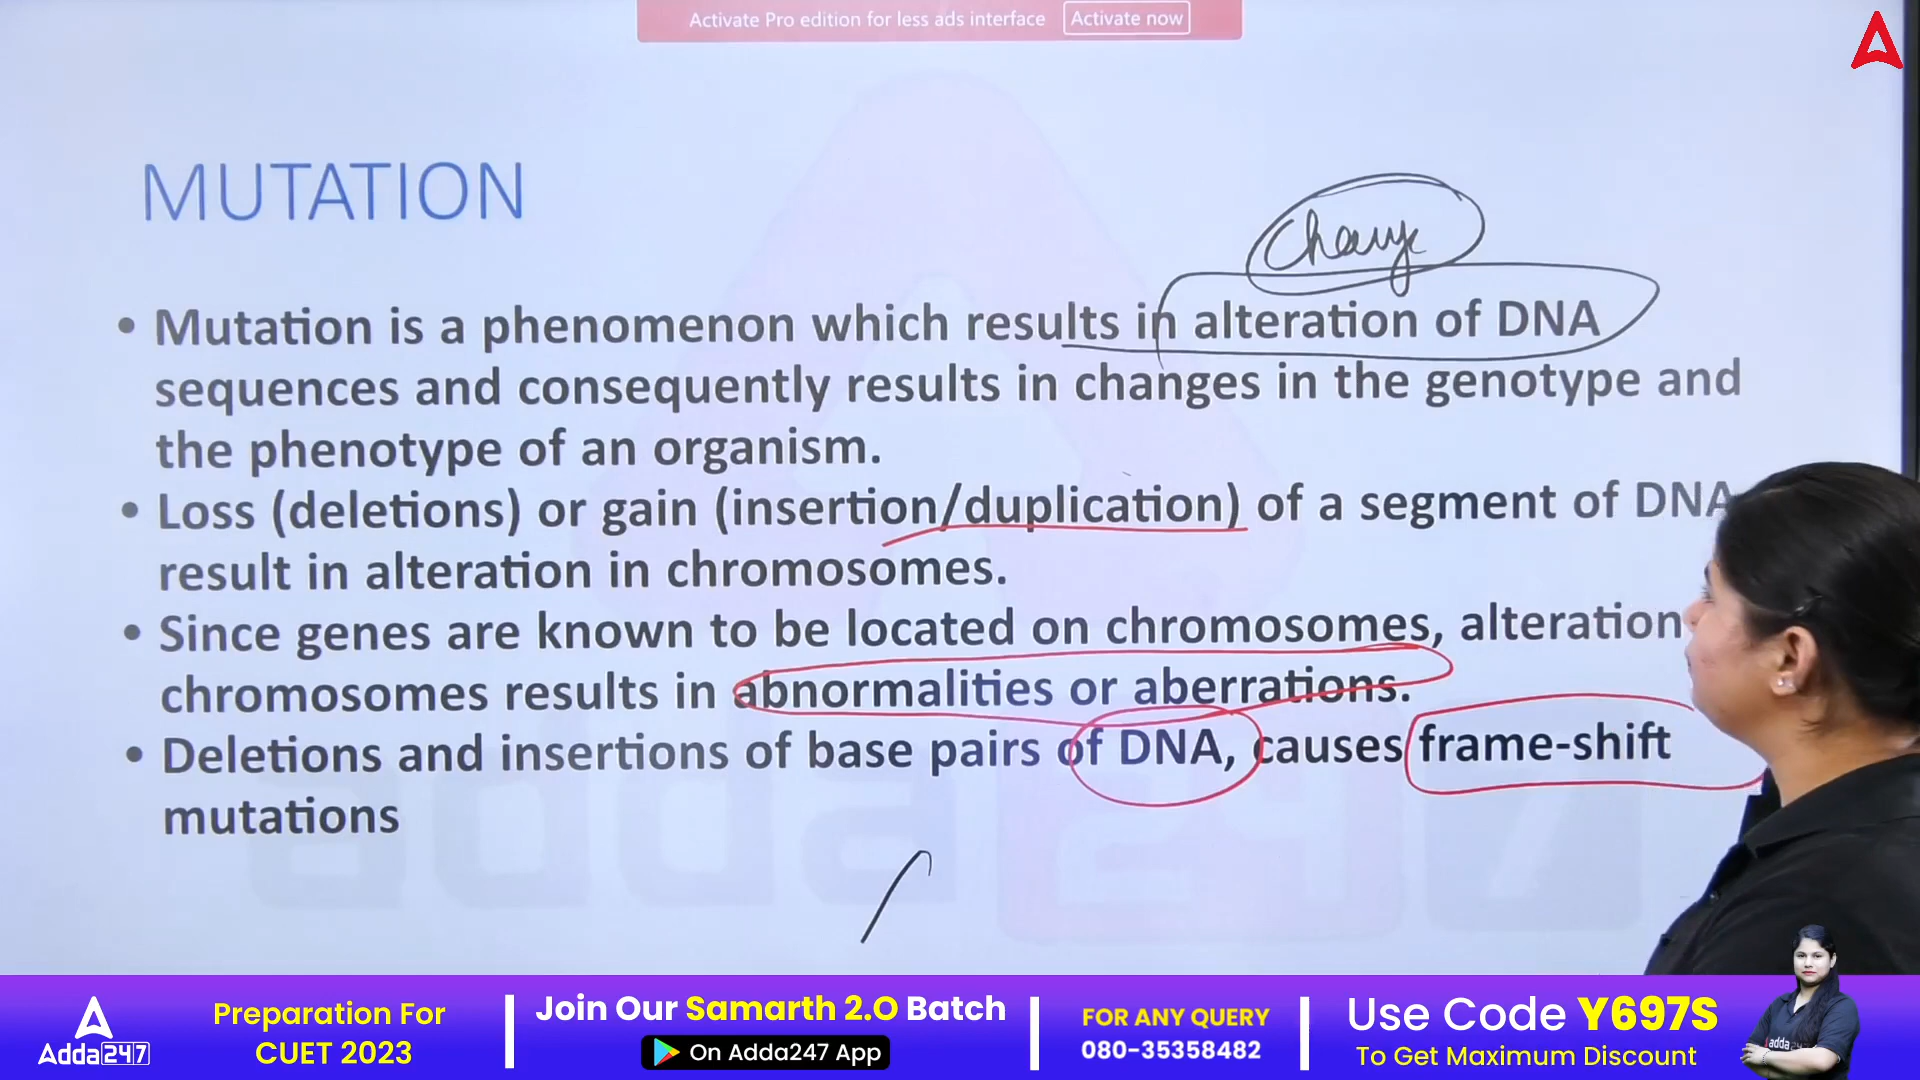 Activate Pro edition for less ads interface Activate now
MUTATION
Change
• Mutation is a phenomenon which results in alteration of DNA
sequences and consequently results in changes in the genotype and
the phenotype of an organism.
• Loss (deletions) or gain (insertion/duplication) of a segment of DNA
result in alteration in chromosomes.
• Since genes are known to be located on chromosomes, alteration
chromosomes results in abnormalities or aberrations.
• Deletions and insertions of base pairs of DNA, causes frame-shift
mutations
adda247
Adda247
Preparation For
CUET 2023
Join Our Samarth 2.O Batch
On Adda247 App
FOR ANY QUERY
080-35358482
Use Code Y697S
To Get Maximum Discount
adda247